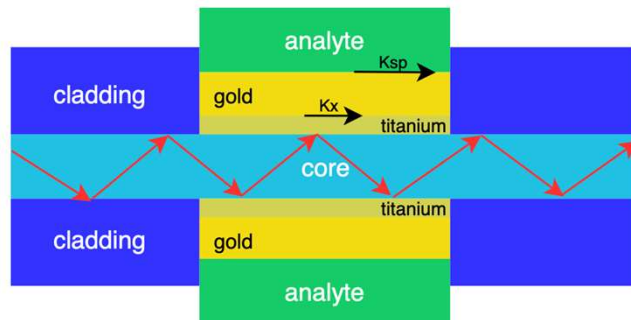 analyte
Ksp
cladding
gold
Kx
titanium
core
titanium
cladding
gold
analyte